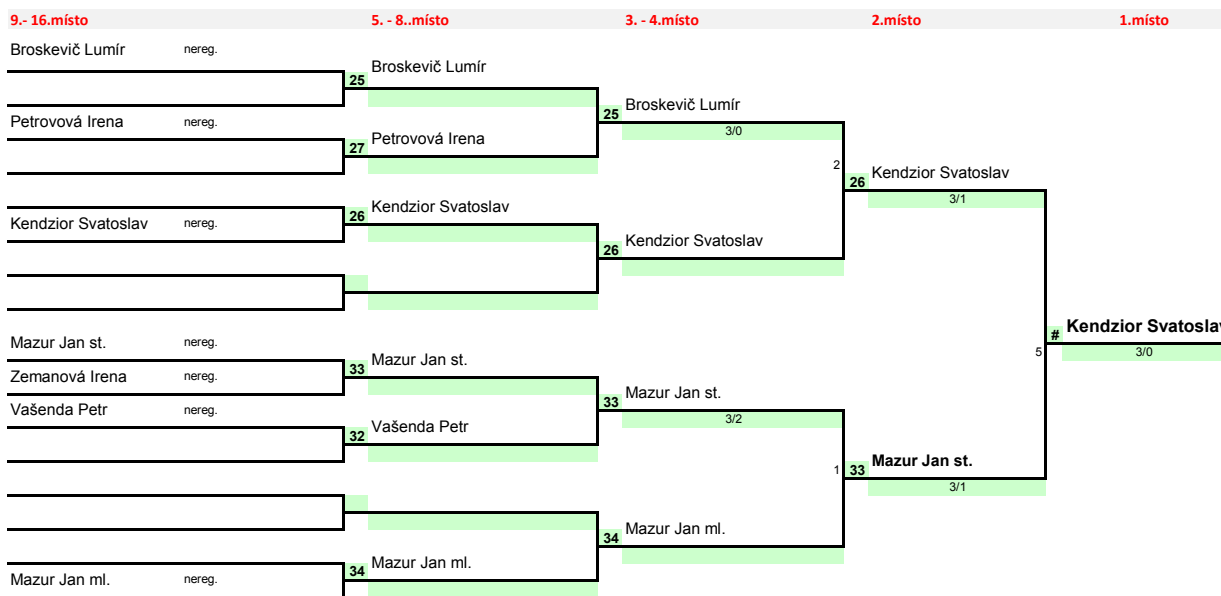 9.- 16.místo 5. - 8..místo 3. - 4.místo 2.místo 1.místo
Broskevič Lumír nereg.
25 Broskevič Lumír
25 Broskevič Lumír
3/0
Petrovová Irena nereg.
27 Petrovová Irena
2
26 Kendzior Svatoslav
3/1
Kendzior Svatoslav nereg.
26 Kendzior Svatoslav
26 Kendzior Svatoslav
# Kendzior Svatoslav
5 3/0
Mazur Jan st. nereg.
33 Mazur Jan st.
Zemanová Irena nereg.
33 Mazur Jan st.
3/2
Vašenda Petr nereg.
32 Vašenda Petr
1 33 Mazur Jan st.
3/1
34 Mazur Jan ml.
34 Mazur Jan ml.
Mazur Jan ml. nereg.